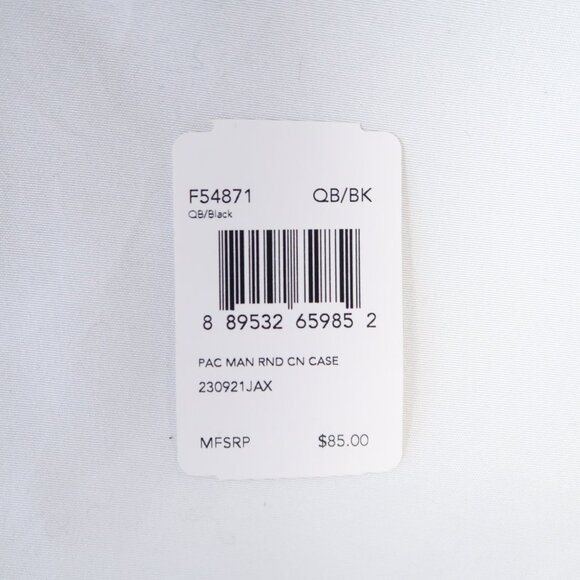 F54871 QB/BK
QB/Black
8 89532 65985 2
PAC MAN RND CN CASE
230921JAX
MFSRP $85.00